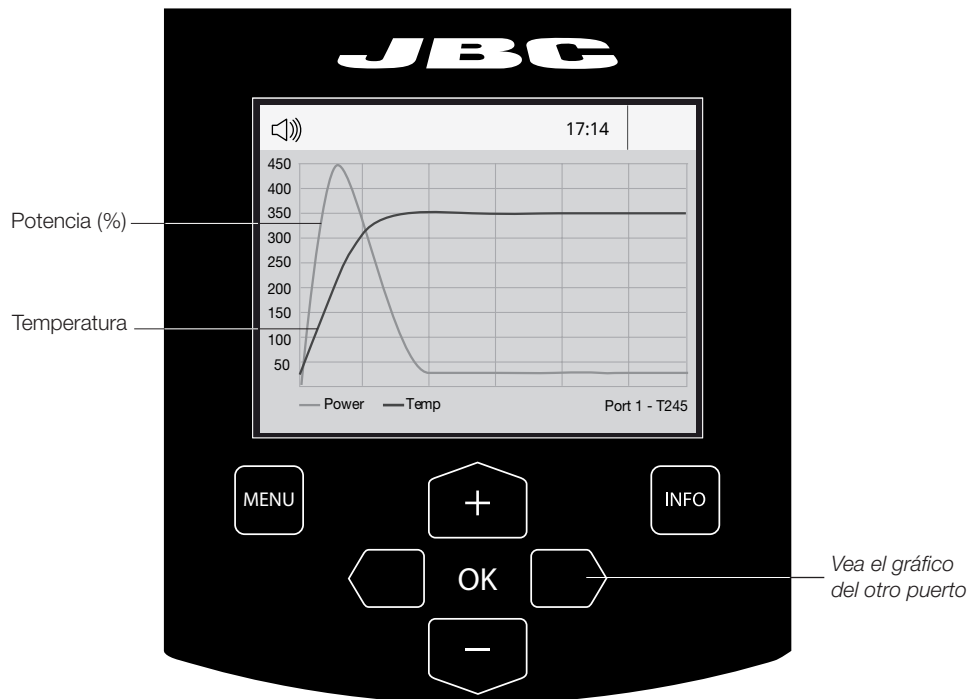 JBC
17:14
450
400
350
300
250
200
150
100
50
Potencia (%)
Temperatura
Power Temp Port 1 - T245
MENU
+
INFO
OK
Vea el gráfico
del otro puerto
−